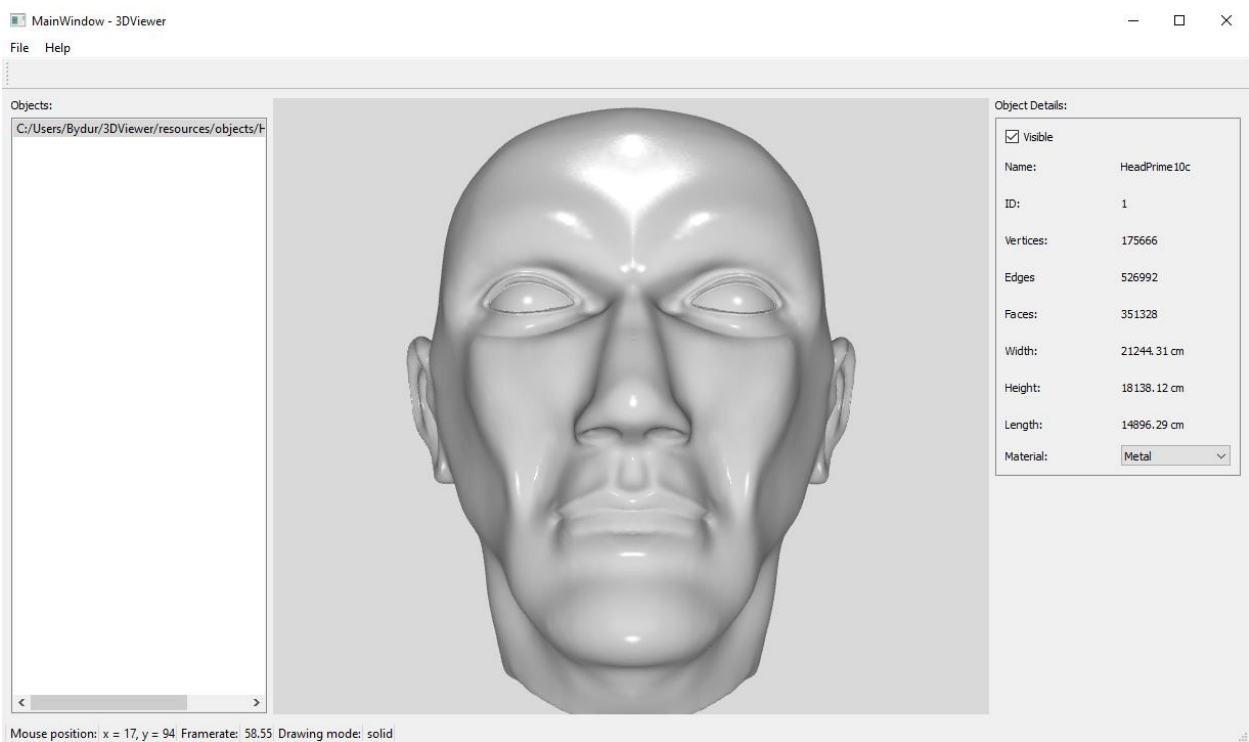 MainWindow - 3DViewer
File Help
Objects:
C:/Users/Bydur/3DViewer/resources/objects/H
Object Details:
Visible
Name: HeadPrime10c
ID: 1
Vertices: 175666
Edges 526992
Faces: 351328
Width: 21244.31 cm
Height: 18138.12 cm
Length: 14896.29 cm
Material: Metal
Mouse position: x = 17, y = 94 Framerate: 58.55 Drawing mode: solid